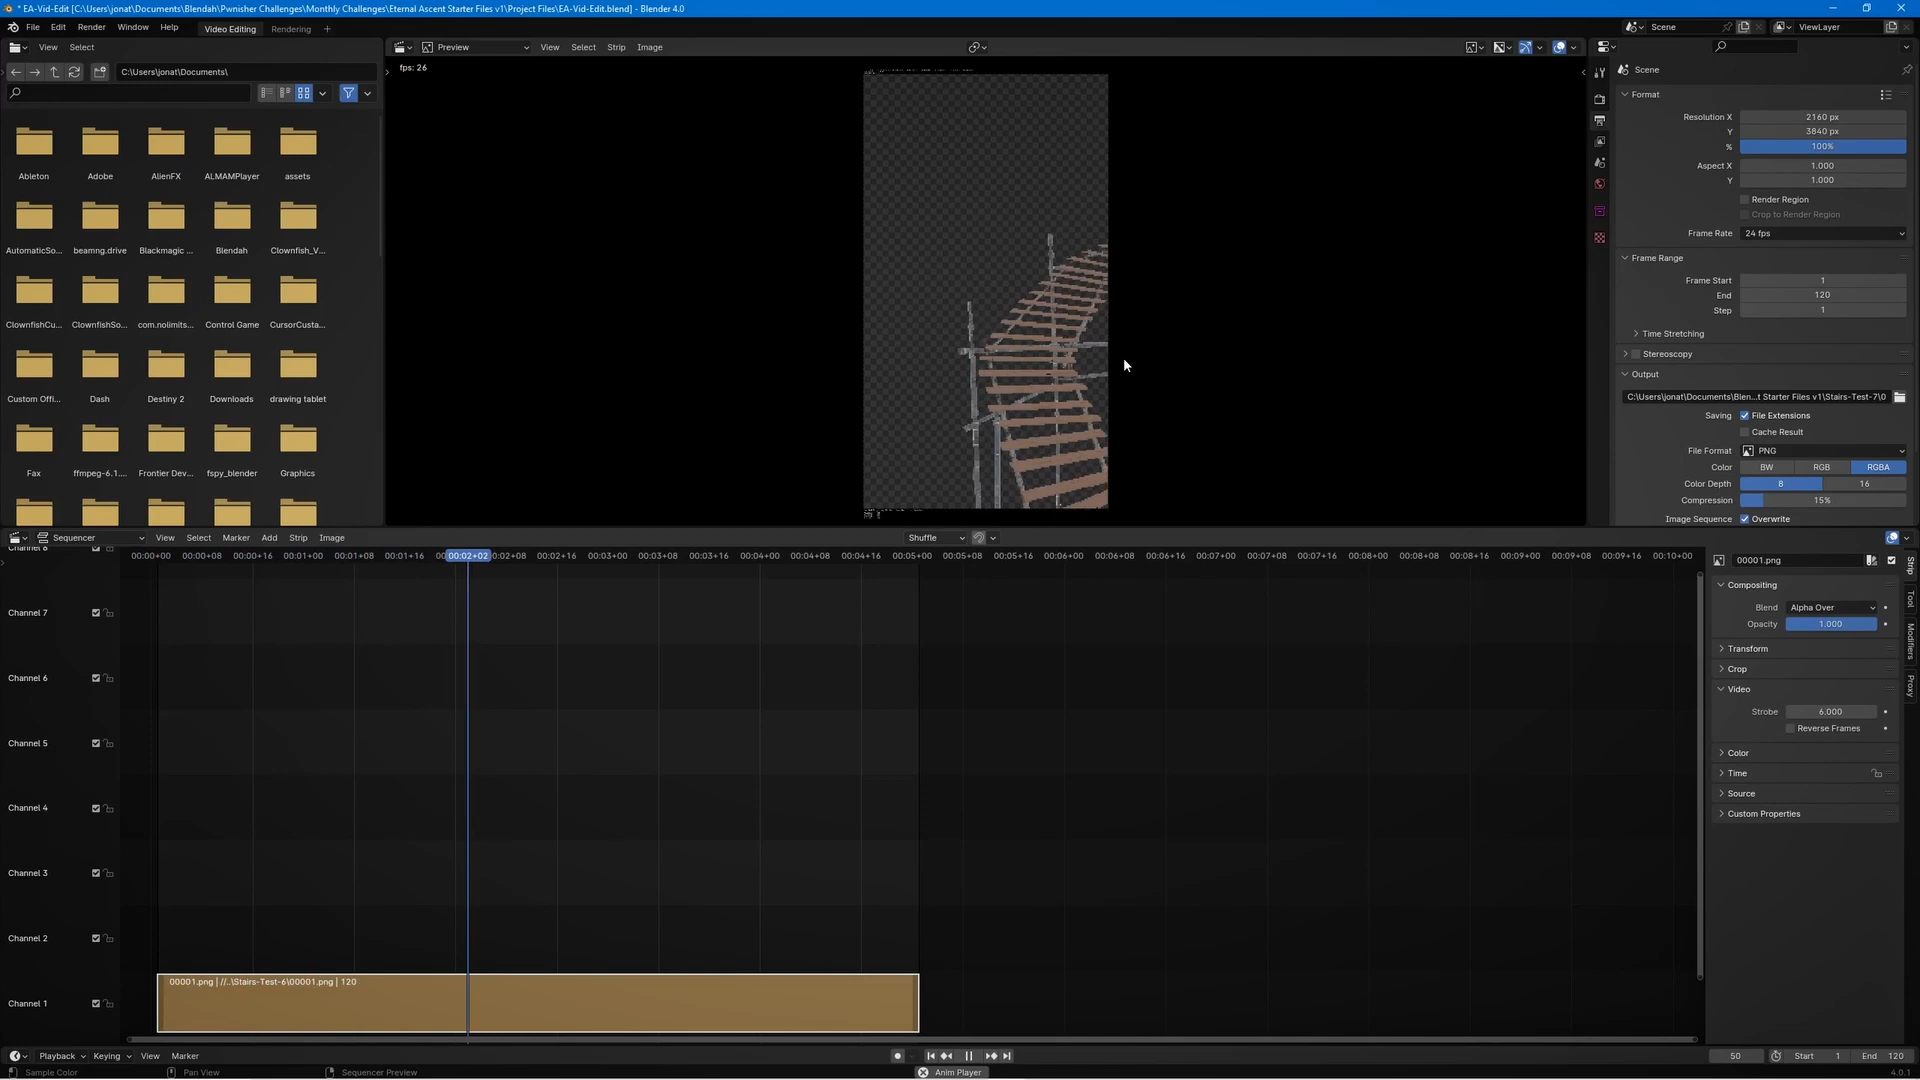 * EA-Vid-Edit [C:\Users\jonat\Documents\Blendah\Pwnisher Challenges\Monthly Challenges\Eternal Ascent Starter Files v1\Project Files\EA-Vid-Edit.blend] - Blender 4.0
File Edit Render Window Help Video Editing Rendering + Scene ViewLayer
View Select
Preview View Select Strip Image
C:\Users\jonat\Documents\
fps: 26
Ableton Adobe AlienFX ALMAMPlayer assets
AutomaticSo... beamng.drive Blackmagic ... Blendah Clownfish_V...
ClownfishCu... ClownfishSo... com.nolimits... Control Game CursorCusta...
Custom Offi... Dash Destiny 2 Downloads drawing tablet
Fax ffmpeg-6.1.... Frontier Dev... fspy_blender Graphics
Scene
Format
Resolution X 2160 px
Y 3840 px
% 100%
Aspect X 1.000
Y 1.000
Render Region
Crop to Render Region
Frame Rate 24 fps
Frame Range
Frame Start 1
End 120
Step 1
Time Stretching
Stereoscopy
Output
C:\Users\jonat\Documents\Blen...t Starter Files v1\Stairs-Test-7\0
Saving File Extensions
Cache Result
File Format PNG
Color BW RGB RGBA
Color Depth 8 16
Compression 15%
Image Sequence Overwrite
Sequencer View Select Marker Add Strip Image Shuffle
00:00+00 00:00+08 00:00+16 00:01+00 00:01+08 00:01+16 00 00:02+02 0:02+08 00:02+16 00:03+00 00:03+08 00:03+16 00:04+00 00:04+08 00:04+16 00:05+00 00:05+08 00:05+16 00:06+00 00:06+08 00:06+16 00:07+00 00:07+08 00:07+16 00:08+00 00:08+08 00:08+16 00:09+00 00:09+08 00:09+16 00:10+00
Channel 8
Channel 7
Channel 6
Channel 5
Channel 4
Channel 3
Channel 2
Channel 1
00001.png | //..\Stairs-Test-6\00001.png | 120
00001.png
Compositing
Blend Alpha Over
Opacity 1.000
Transform
Crop
Video
Strobe 6.000
Reverse Frames
Color
Time
Source
Custom Properties
Strip
Tool
Modifiers
Proxy
Playback Keying View Marker 50 Start 1 End 120
Sample Color Pan View Sequencer Preview Anim Player 4.0.1